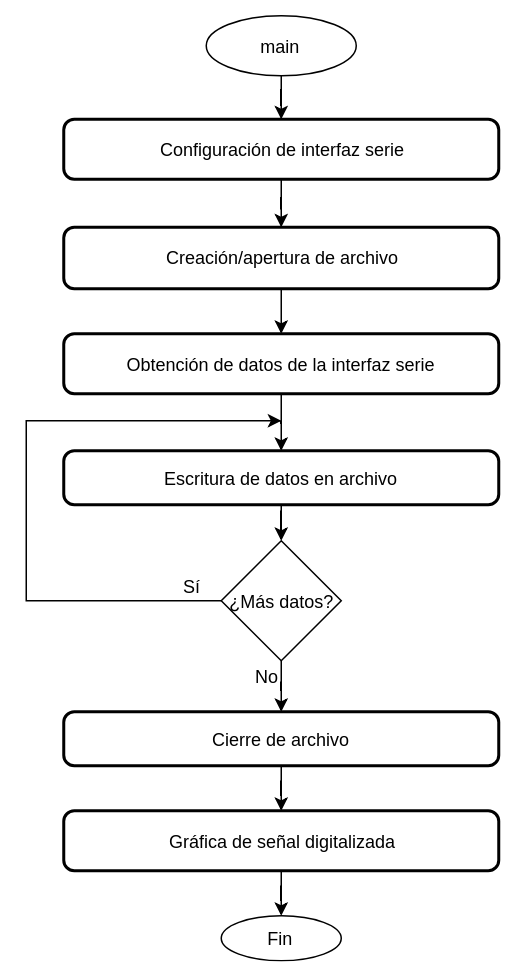 main
Configuración de interfaz serie
Creación/apertura de archivo
Obtención de datos de la interfaz serie
Escritura de datos en archivo
Sí
¿Más datos?
No
Cierre de archivo
Gráfica de señal digitalizada
Fin